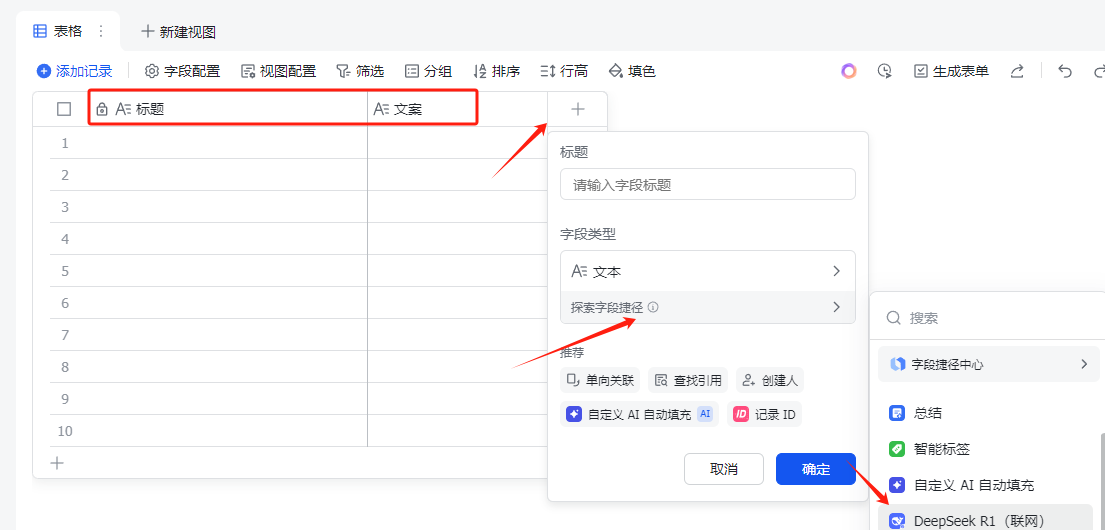 表格
新建视图
添加记录 字段配置 视图配置 筛选 分组 排序 行高 填色 生成表单
标题 文案
1
2
3
4
5
6
7
8
9
10
标题
请输入字段标题
字段类型
文本
探索字段捷径
推荐
单向关联 查找引用 创建人
自定义 AI 自动填充 AI ID 记录 ID
取消 确定
搜索
字段捷径中心
总结
智能标签
自定义 AI 自动填充
DeepSeek R1（联网）